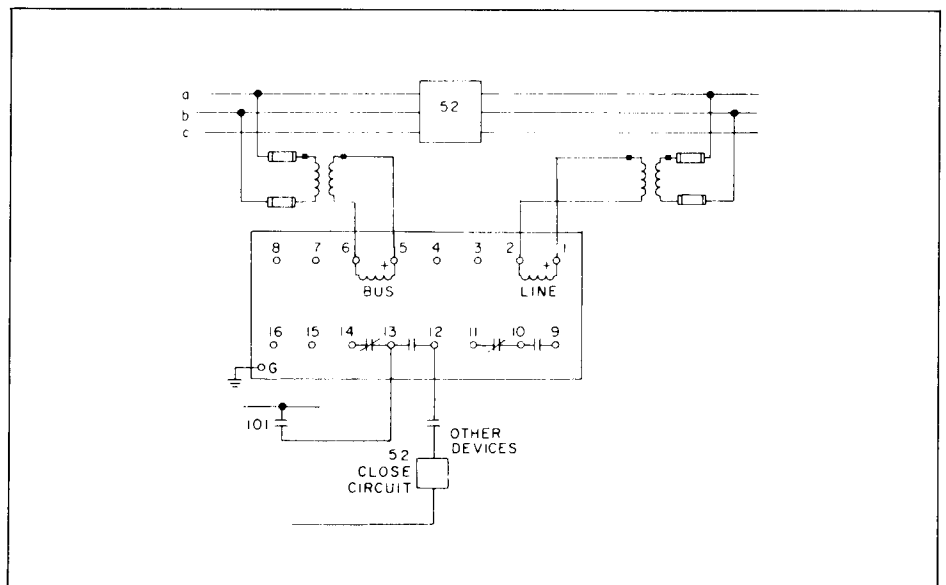 a
b
c
52
8 7 6 5 4 3 2 1
+ +
BUS LINE
16 15 14 13 12 11 10 9
G
101
OTHER
DEVICES
52
CLOSE
CIRCUIT